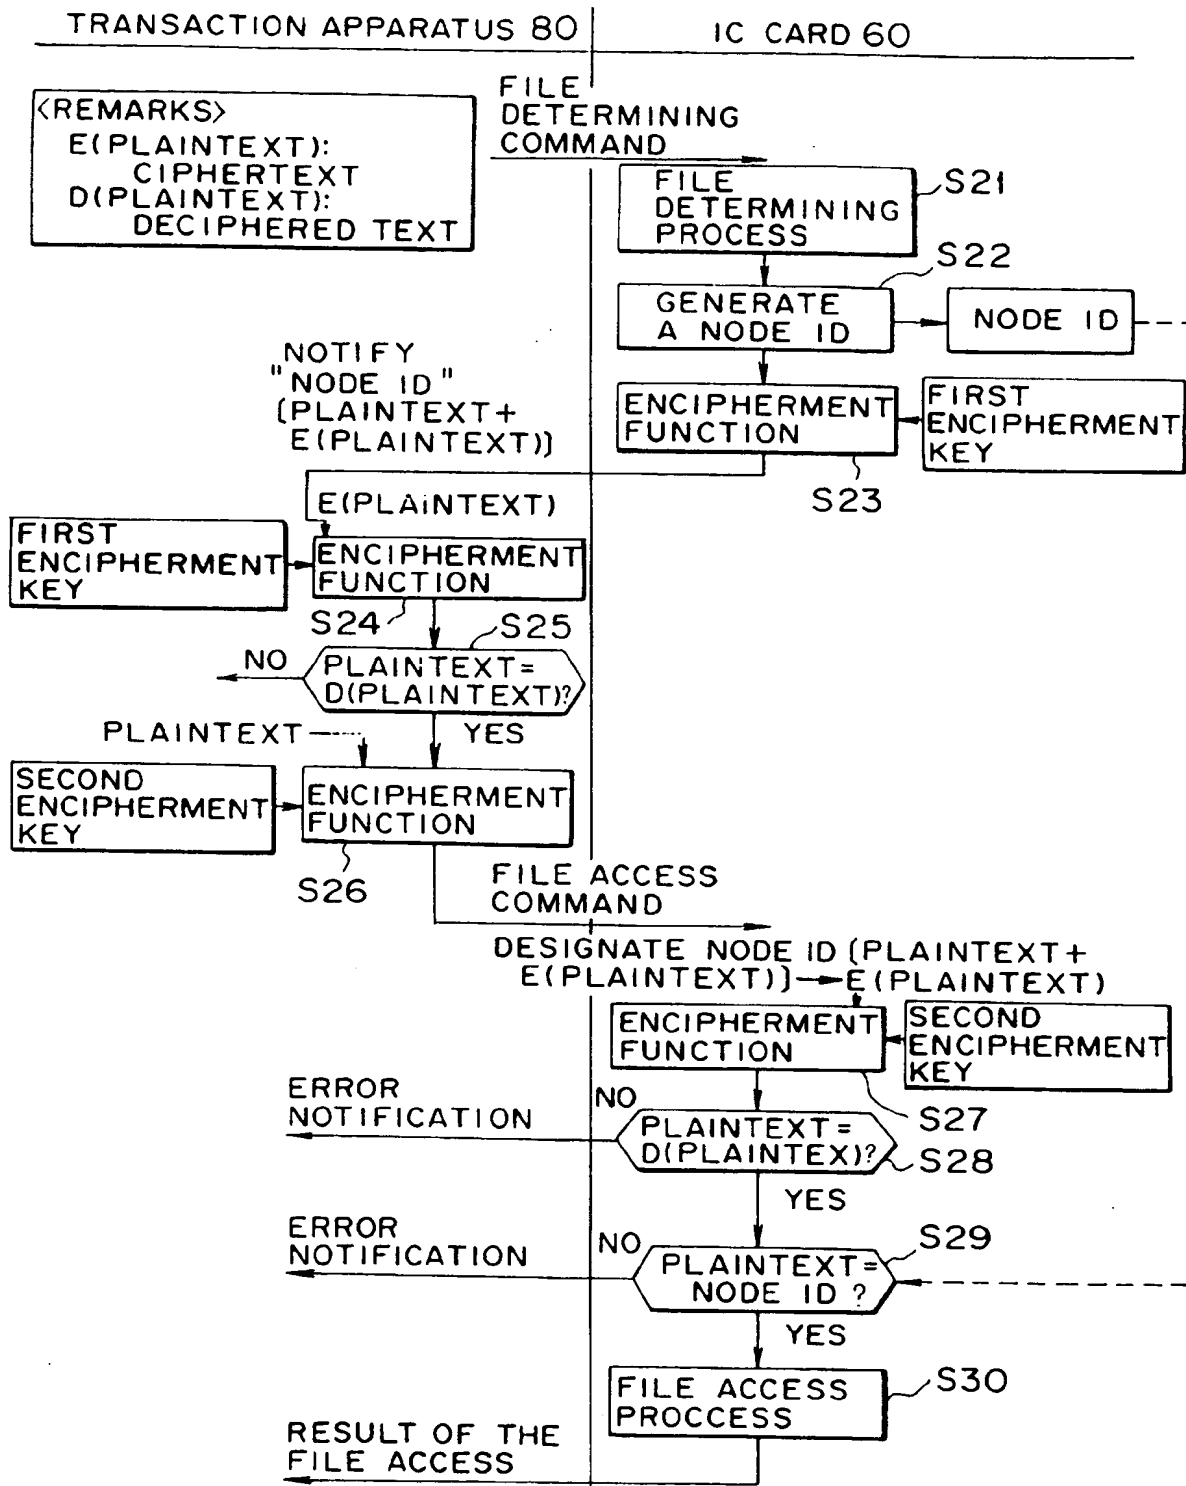 TRANSACTION APPARATUS 80
IC CARD 60
<REMARKS>
E(PLAINTEXT):
CIPHERTEXT
D(PLAINTEXT):
DECIPHERED TEXT
FILE
DETERMINING
COMMAND
FILE
DETERMINING
PROCESS
S21
S22
GENERATE
A NODE ID
NODE ID
NOTIFY
"NODE ID"
[PLAINTEXT+
E(PLAINTEXT)]
ENCIPHERMENT
FUNCTION
FIRST
ENCIPHERMENT
KEY
S23
E(PLAINTEXT)
FIRST
ENCIPHERMENT
KEY
ENCIPHERMENT
FUNCTION
S24
S25
NO
PLAINTEXT=
D(PLAINTEXT)?
YES
PLAINTEXT
SECOND
ENCIPHERMENT
KEY
ENCIPHERMENT
FUNCTION
S26
FILE ACCESS
COMMAND
DESIGNATE NODE ID [PLAINTEXT+
E(PLAINTEXT)] → E(PLAINTEXT)
ENCIPHERMENT
FUNCTION
SECOND
ENCIPHERMENT
KEY
S27
ERROR
NOTIFICATION
NO
PLAINTEXT=
D(PLAINTEX)?
S28
YES
ERROR
NOTIFICATION
NO
PLAINTEXT=
NODE ID ?
S29
YES
FILE ACCESS
PROCCESS
S30
RESULT OF THE
FILE ACCESS